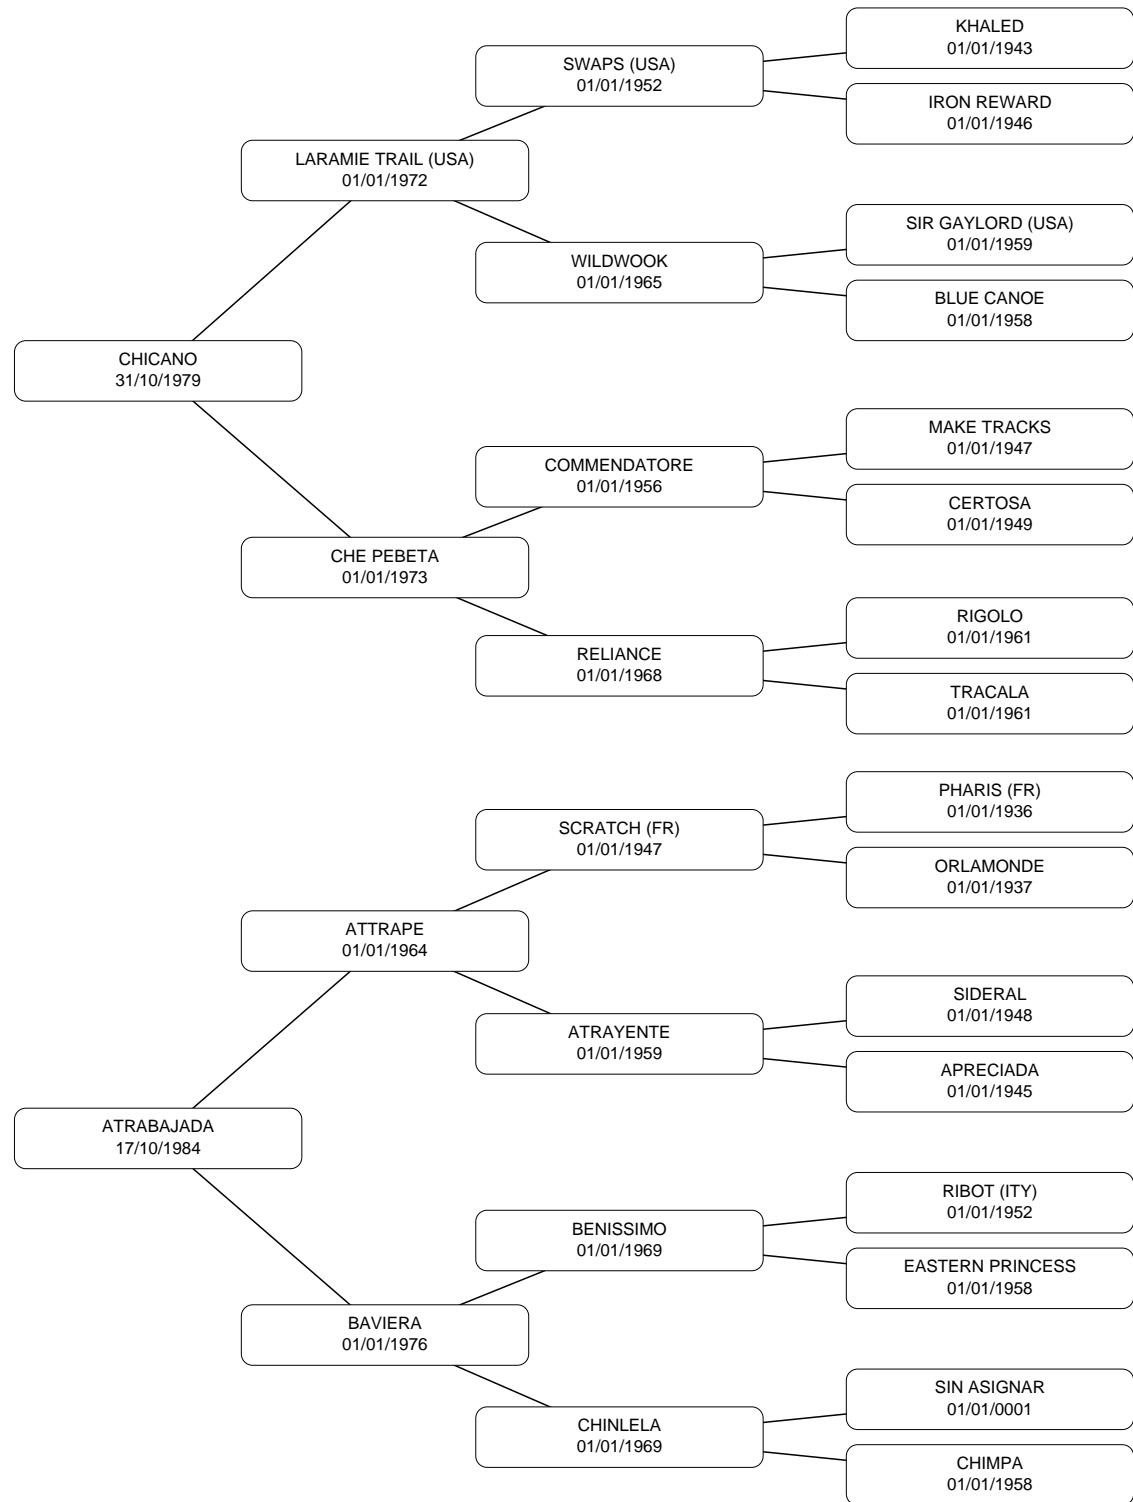 KHALED
01/01/1943
SWAPS (USA)
01/01/1952
IRON REWARD
01/01/1946
LARAMIE TRAIL (USA)
01/01/1972
SIR GAYLORD (USA)
01/01/1959
WILDWOOK
01/01/1965
BLUE CANOE
01/01/1958
CHICANO
31/10/1979
MAKE TRACKS
01/01/1947
COMMENDATORE
01/01/1956
CERTOSA
01/01/1949
CHE PEBETA
01/01/1973
RIGOLO
01/01/1961
RELIANCE
01/01/1968
TRACALA
01/01/1961
PHARIS (FR)
01/01/1936
SCRATCH (FR)
01/01/1947
ORLAMONDE
01/01/1937
ATTRAPE
01/01/1964
SIDERAL
01/01/1948
ATRAYENTE
01/01/1959
APRECIADA
01/01/1945
ATRABAJADA
17/10/1984
RIBOT (ITY)
01/01/1952
BENISSIMO
01/01/1969
EASTERN PRINCESS
01/01/1958
BAVIERA
01/01/1976
SIN ASIGNAR
01/01/0001
CHINLELA
01/01/1969
CHIMPA
01/01/1958